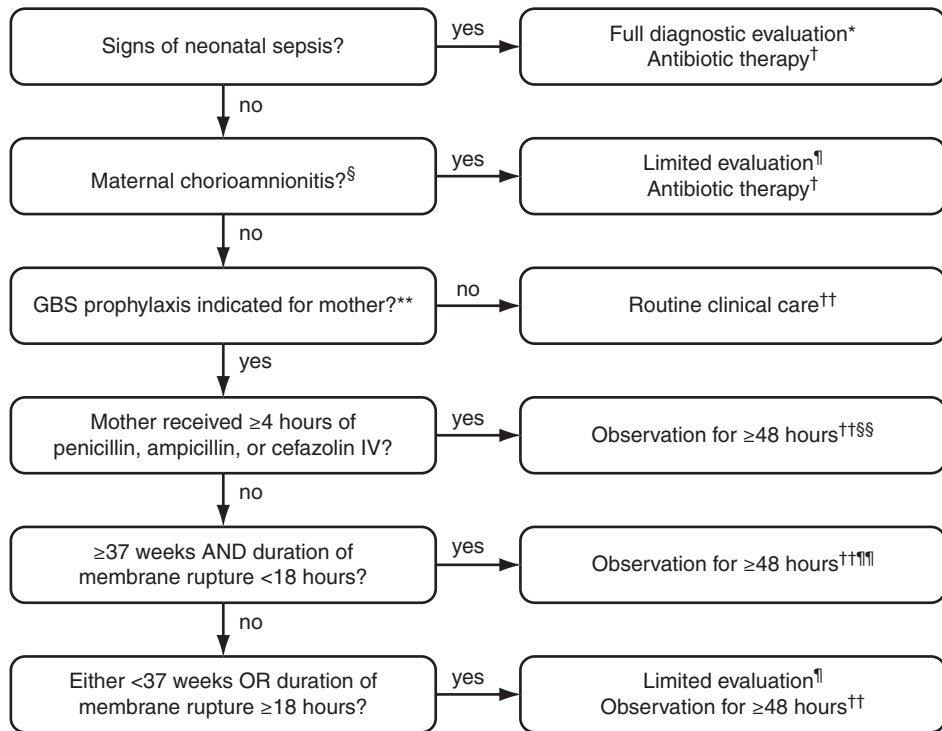 Signs of neonatal sepsis?
yes
Full diagnostic evaluation*
Antibiotic therapy†
no
Maternal chorioamnionitis?§
yes
Limited evaluation¶
Antibiotic therapy†
no
GBS prophylaxis indicated for mother?**
no
Routine clinical care††
yes
Mother received ≥4 hours of
penicillin, ampicillin, or cefazolin IV?
yes
Observation for ≥48 hours††§§
no
≥37 weeks AND duration of
membrane rupture <18 hours?
yes
Observation for ≥48 hours††¶¶
no
Either <37 weeks OR duration of
membrane rupture ≥18 hours?
yes
Limited evaluation¶
Observation for ≥48 hours††